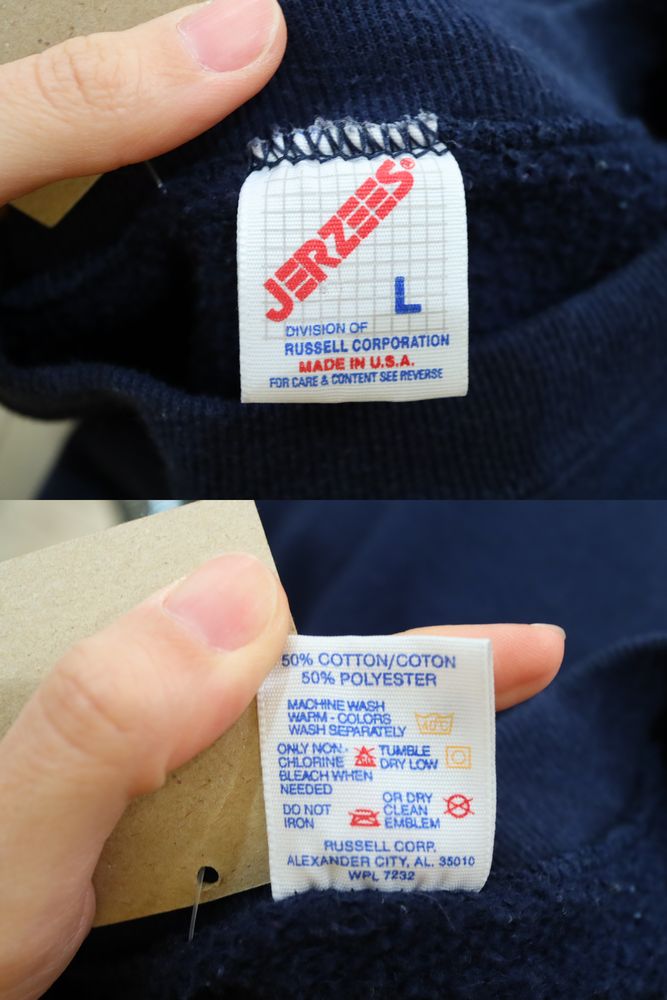 JERZEES®
L
DIVISION OF
RUSSELL CORPORATION
MADE IN U.S.A.
FOR CARE & CONTENT SEE REVERSE
50% COTTON/COTON
50% POLYESTER
MACHINE WASH
WARM - COLORS
WASH SEPARATELY
40°C
ONLY NON-
CHLORINE
BLEACH WHEN
NEEDED
TUMBLE
DRY LOW
DO NOT
IRON
OR DRY
CLEAN
EMBLEM
RUSSELL CORP.
ALEXANDER CITY, AL. 35010
WPL 7232